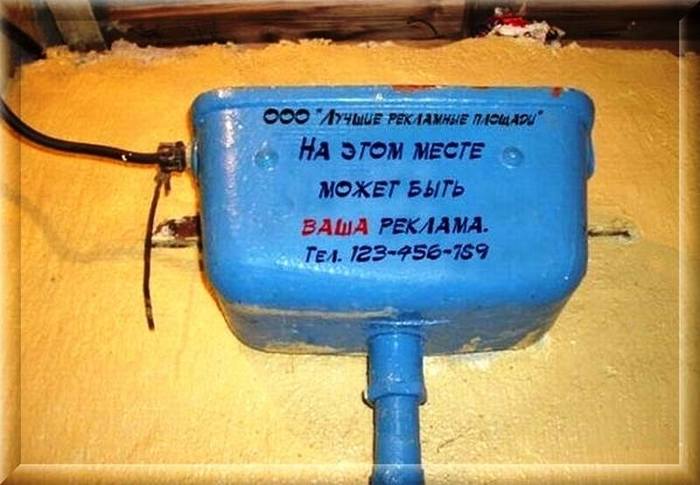 ООО "Лучшие рекламные площади"
На этом месте
может быть
ваша реклама.
Тел. 123-456-789